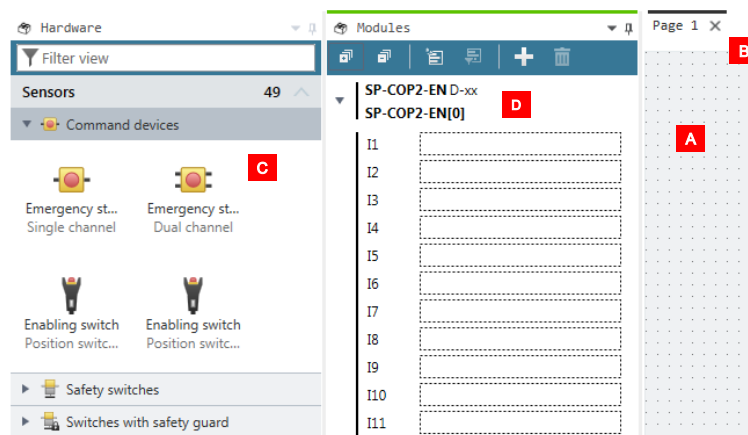 Hardware
Filter view
Sensors 49
Command devices
C
Emergency st... Emergency st...
Single channel Dual channel
Enabling switch Enabling switch
Position switc... Position switc...
Safety switches
Switches with safety guard
Modules
SP-COP2-EN D-xx
SP-COP2-EN[0]
D
I1
I2
I3
I4
I5
I6
I7
I8
I9
I10
I11
Page 1
B
A